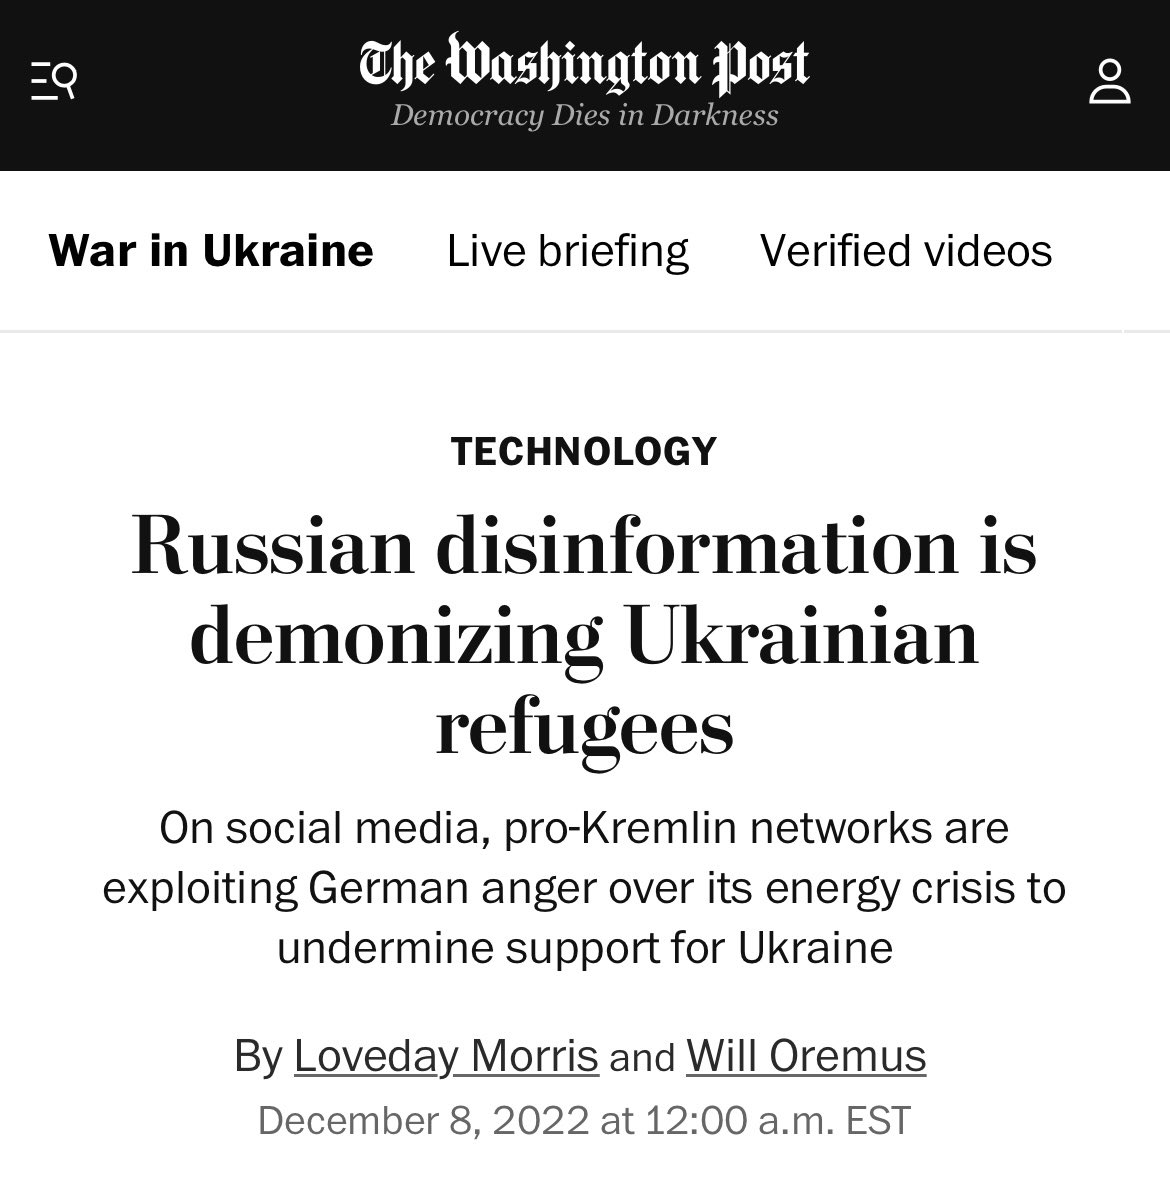 The Washington Post
Democracy Dies in Darkness
War in Ukraine Live briefing Verified videos
TECHNOLOGY
Russian disinformation is
demonizing Ukrainian
refugees
On social media, pro-Kremlin networks are
exploiting German anger over its energy crisis to
undermine support for Ukraine
By Loveday Morris and Will Oremus
December 8, 2022 at 12:00 a.m. EST